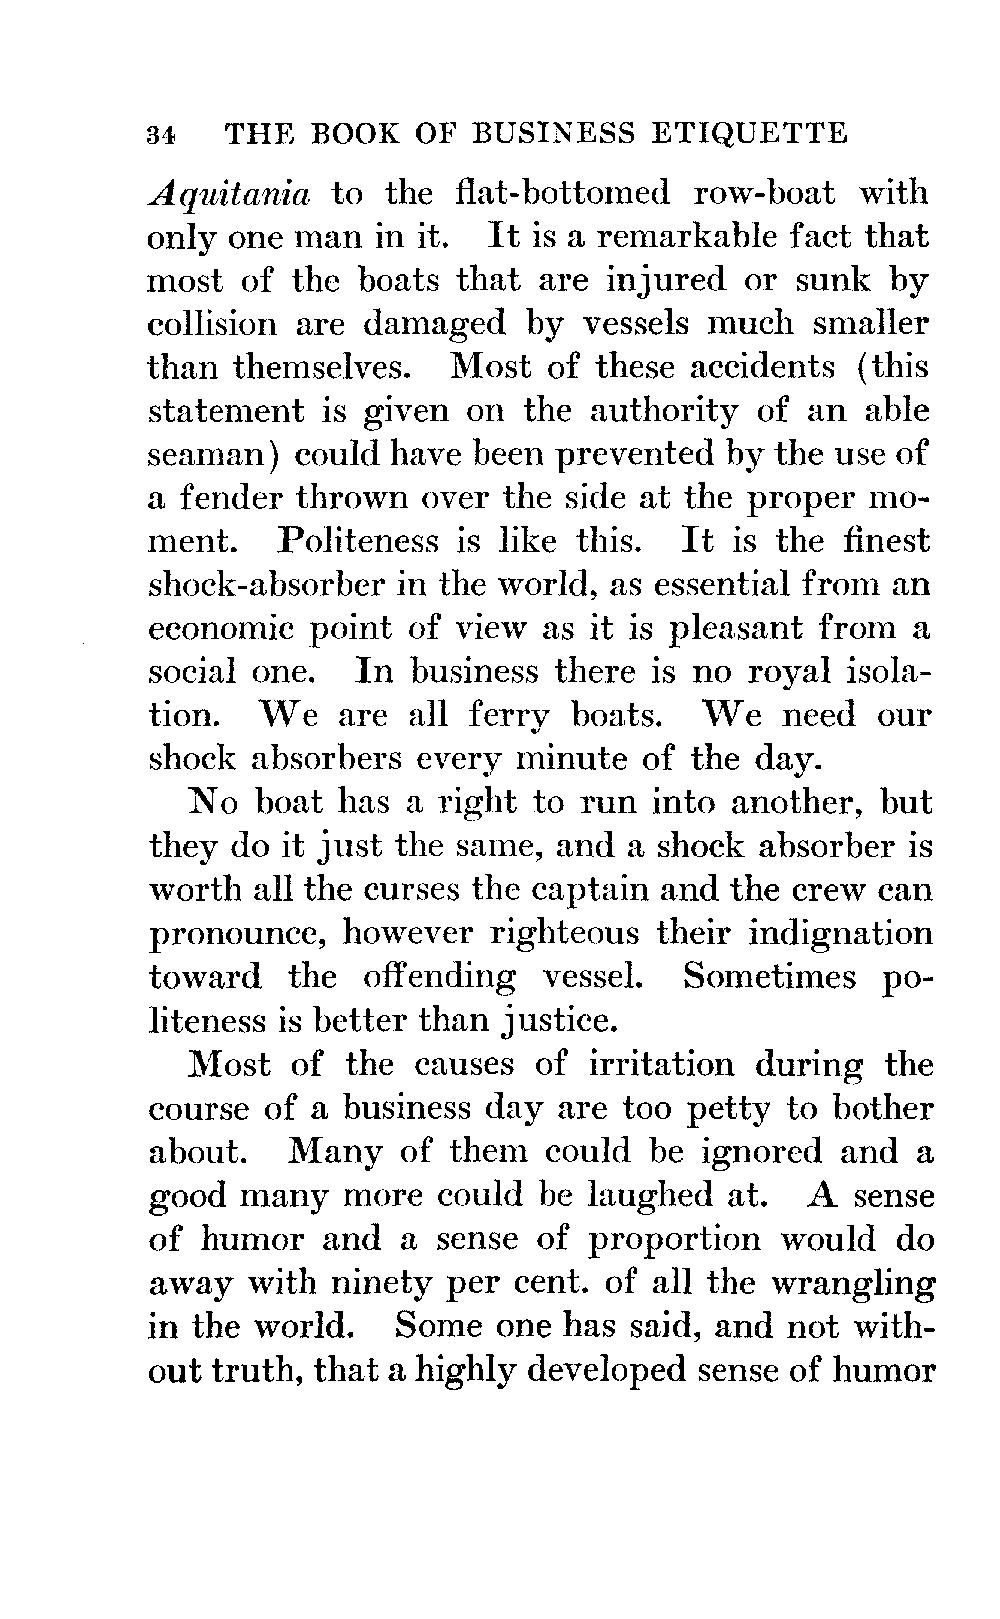 34 THE BOOK OF BUSINESS ETIQUETTE
Aquitania to the flat-bottomed row-boat with
only one man in it. It is a remarkable fact that
most of the boats that are injured or sunk by
collision are damaged by vessels much smaller
than themselves. Most of these accidents (this
statement is given on the authority of an able
seaman) could have been prevented by the use of
a fender thrown over the side at the proper mo-
ment. Politeness is like this. It is the finest
shock-absorber in the world, as essential from an
economic point of view as it is pleasant from a
social one. In business there is no royal isola-
tion. We are all ferry boats. We need our
shock absorbers every minute of the day.
No boat has a right to run into another, but
they do it just the same, and a shock absorber is
worth all the curses the captain and the crew can
pronounce, however righteous their indignation
toward the offending vessel. Sometimes po-
liteness is better than justice.
Most of the causes of irritation during the
course of a business day are too petty to bother
about. Many of them could be ignored and a
good many more could be laughed at. A sense
of humor and a sense of proportion would do
away with ninety per cent. of all the wrangling
in the world. Some one has said, and not with-
out truth, that a highly developed sense of humor